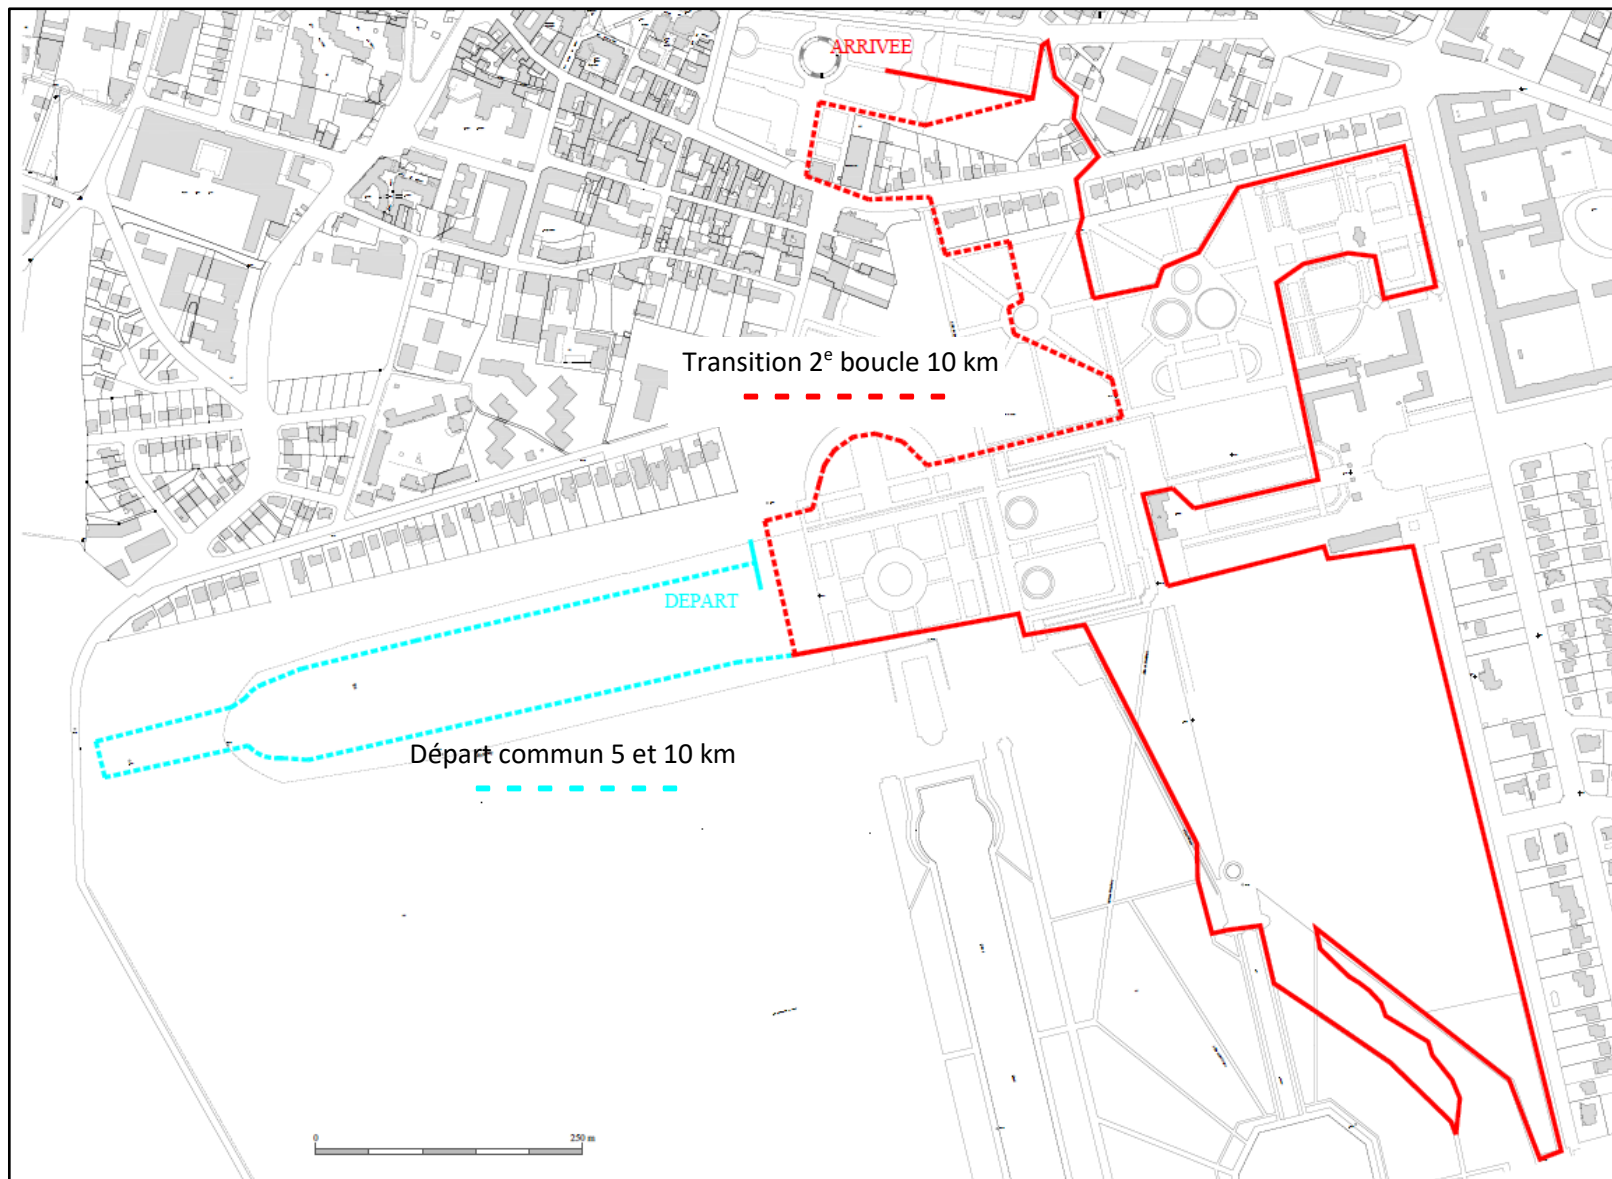 ARRIVEE
Transition 2e boucle 10 km
DEPART
Départ commun 5 et 10 km
0 250 m